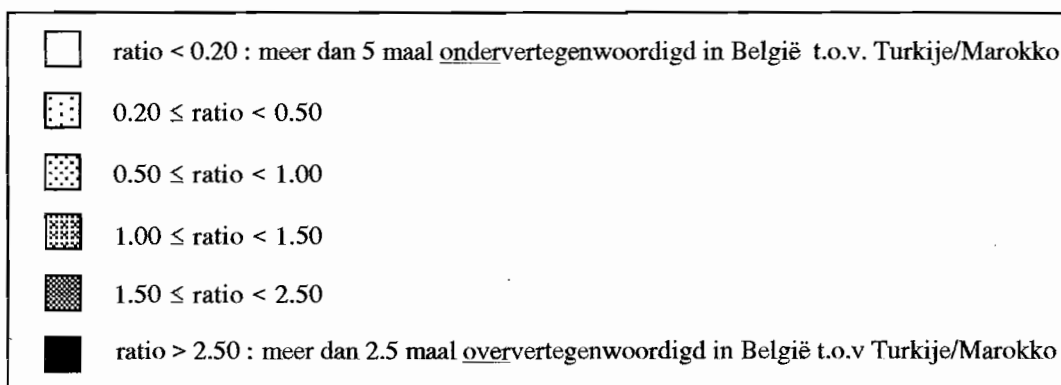 ratio < 0.20 : meer dan 5 maal ondervertegenwoordigd in België t.o.v. Turkije/Marokko
0.20 ≤ ratio < 0.50
0.50 ≤ ratio < 1.00
1.00 ≤ ratio < 1.50
1.50 ≤ ratio < 2.50
ratio > 2.50 : meer dan 2.5 maal oververtegenwoordigd in België t.o.v Turkije/Marokko